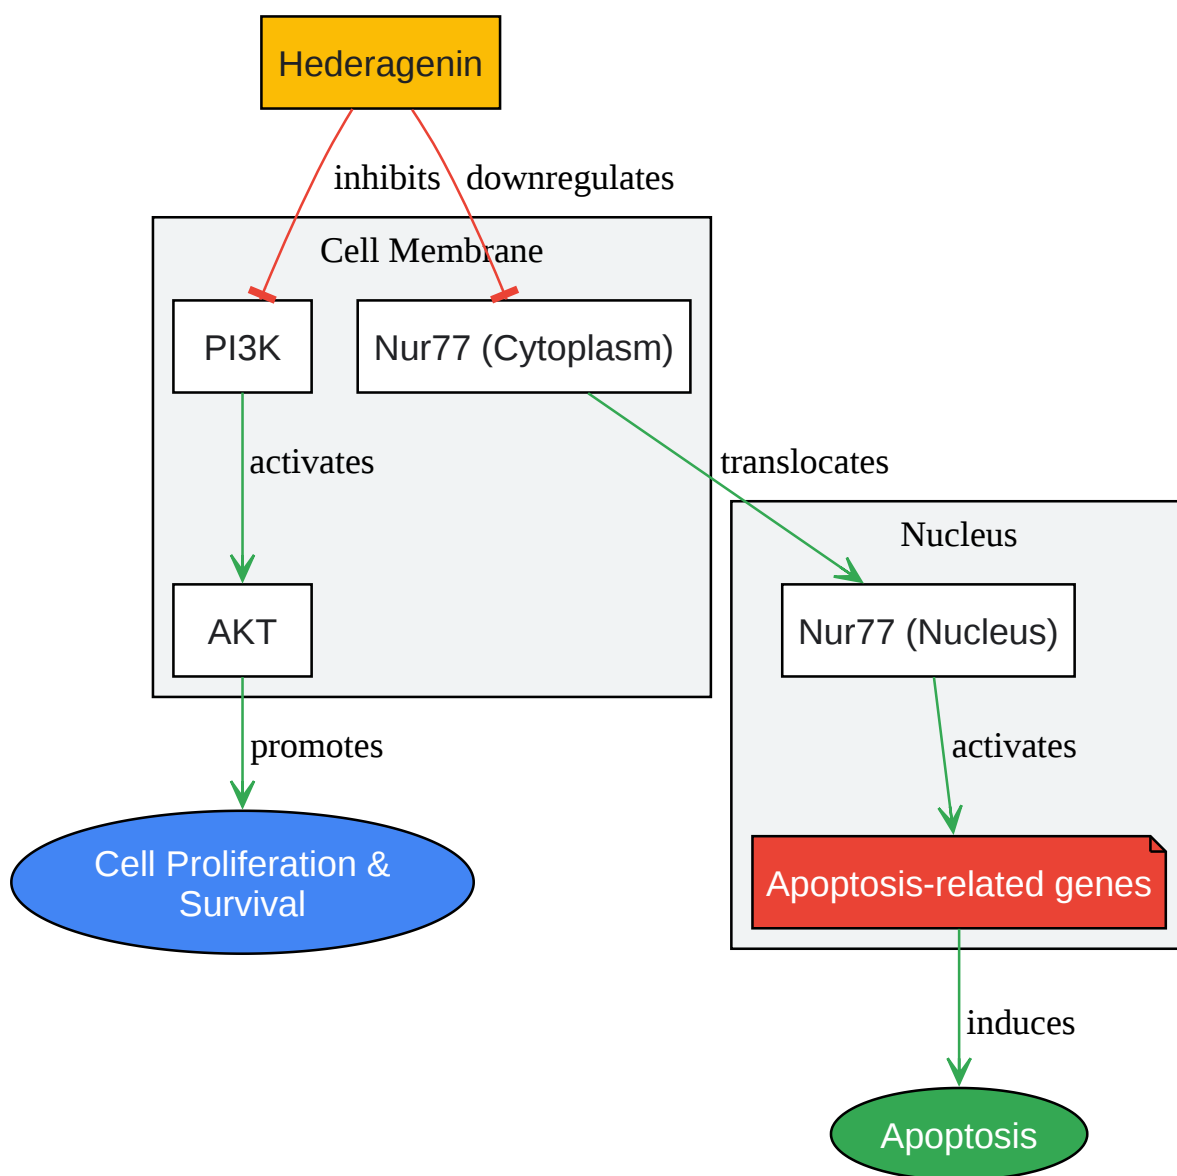 Hederagenin
inhibits
downregulates
Cell Membrane
PI3K
Nur77 (Cytoplasm)
activates
translocates
Nucleus
AKT
Nur77 (Nucleus)
promotes
activates
Cell Proliferation &
Survival
Apoptosis-related genes
induces
Apoptosis